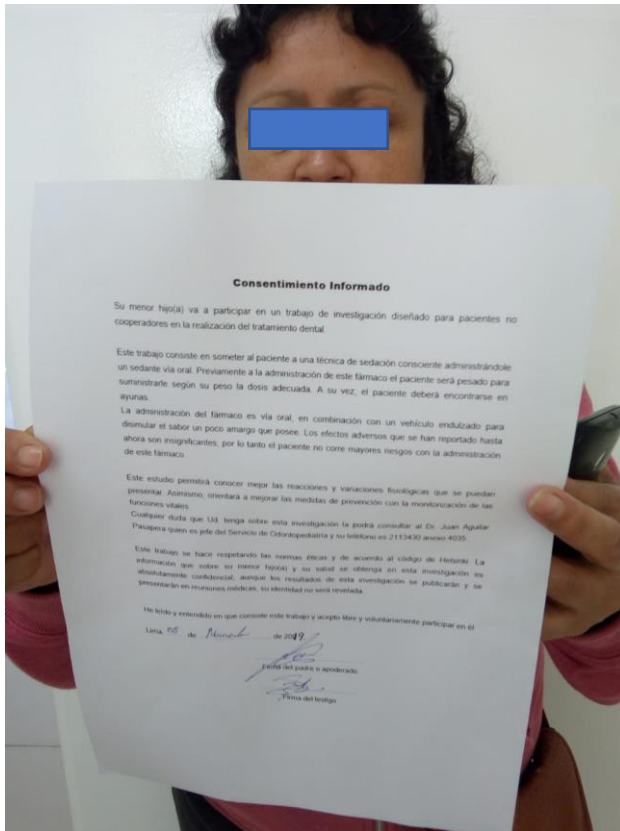 Consentimiento Informado
Su menor hijo(a) va a participar en un trabajo de investigación diseñado para pacientes no
cooperadores en la realización del tratamiento dental.
Este trabajo consiste en someter al paciente a una técnica de sedación consciente administrándole
un sedante vía oral. Previamente a la administración de este fármaco el paciente será pesado para
suministrarle según su peso la dosis adecuada. A su vez, el paciente deberá encontrarse en
ayunas.
La administración del fármaco es vía oral, en combinación con un vehículo endulzado para
disimular el sabor un poco amargo que posee. Los efectos adversos que se han reportado hasta
ahora son insignificantes, por lo tanto el paciente no corre mayores riesgos con la administración
de este fármaco.
Este estudio permitirá conocer mejor las reacciones y variaciones fisiológicas que se puedan
presentar. Asimismo, orientará a mejorar las medidas de prevención con la monitorización de las
funciones vitales
Cualquier duda que Ud. tenga sobre esta investigación la podrá consultar al Dr. Juan Aguilar
Pasapera quien es jefe del Servicio de Odontopediatría y su teléfono es 2113430 anexo 4035.
Este trabajo se hace respetando las normas éticas y de acuerdo al código de Helsinki. La
información que sobre su menor hijo(a) y su salud se obtenga en esta investigación es
absolutamente confidencial, aunque los resultados de esta investigación se publicarán y se
presentarán en reuniones médicas, su identidad no será revelada.
He leído y entendido en que consiste este trabajo y acepto libre y voluntariamente participar en él
Lima, 05 de de 2019
Firma del padre o apoderado
Firma del testigo